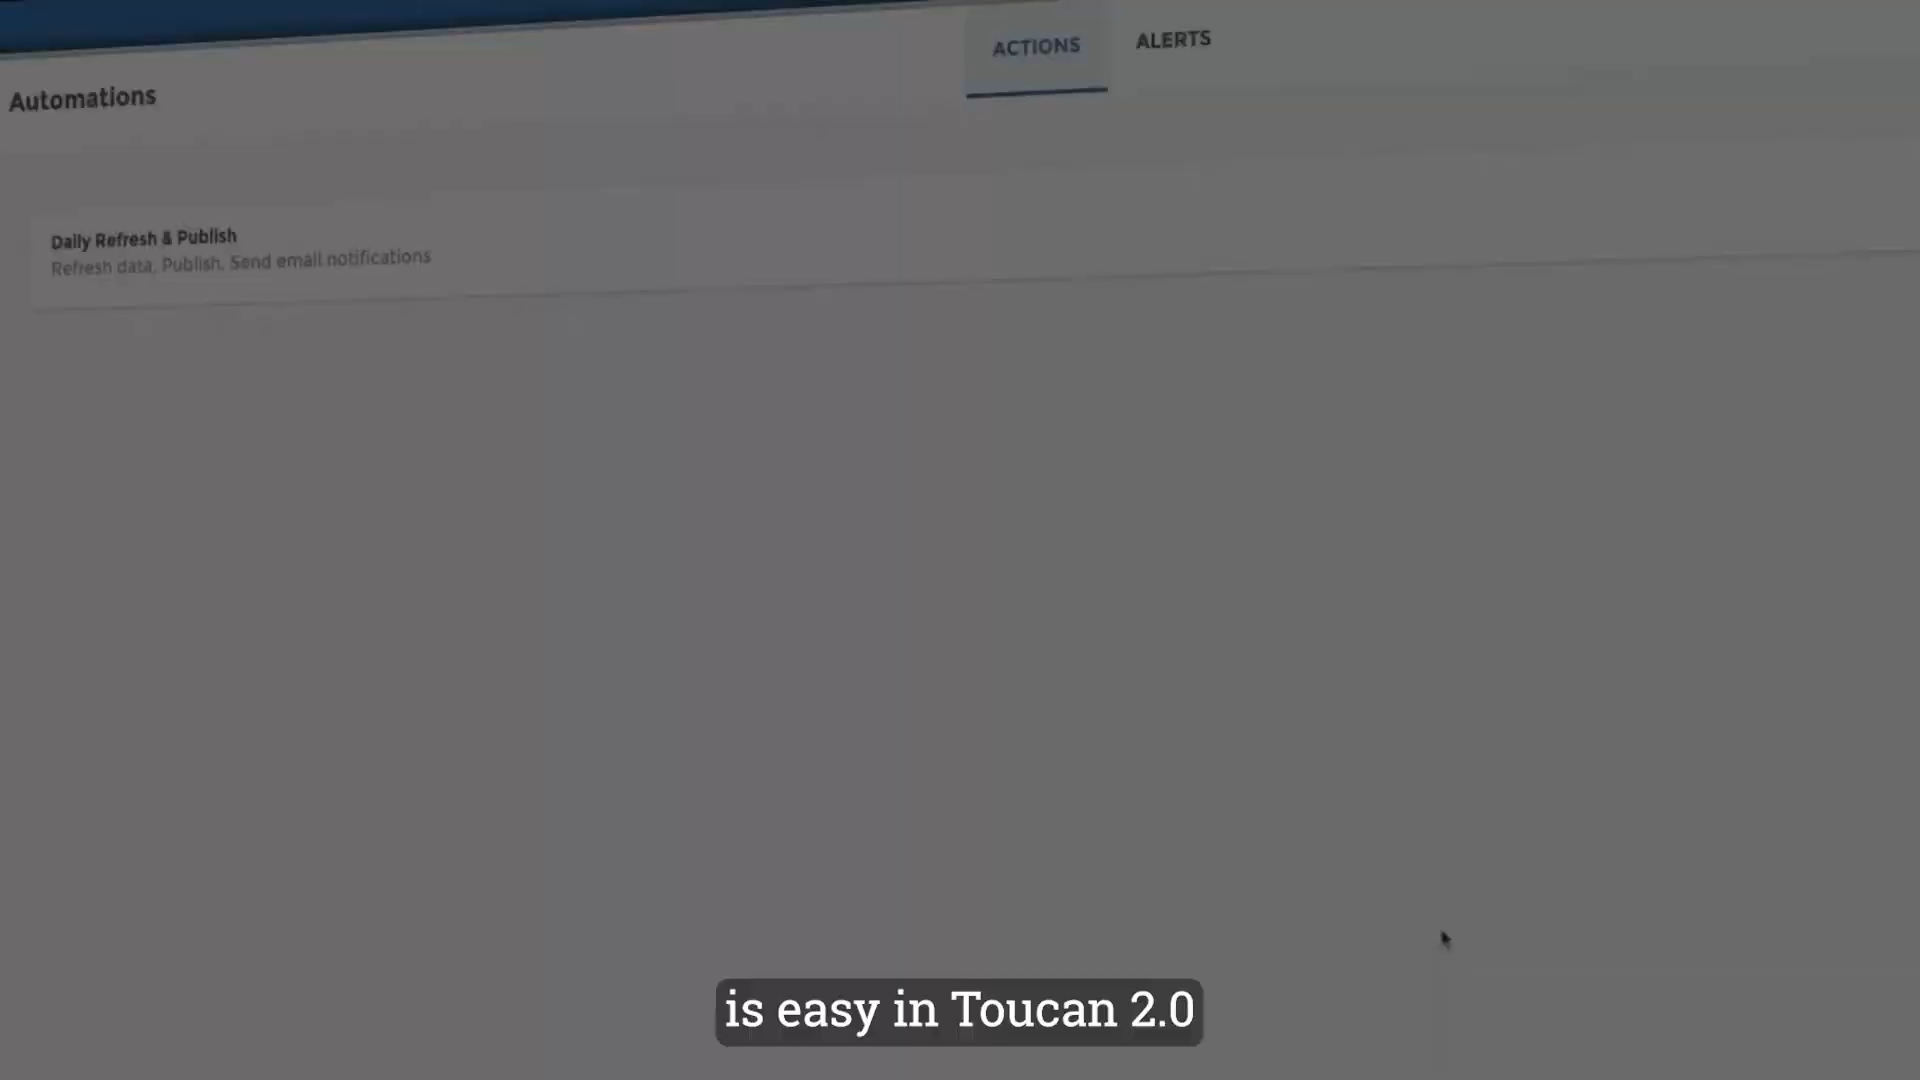 ACTIONS
ALERTS
Automations
Daily Refresh & Publish
Refresh data, Publish, Send email notifications
is easy in Toucan 2.0